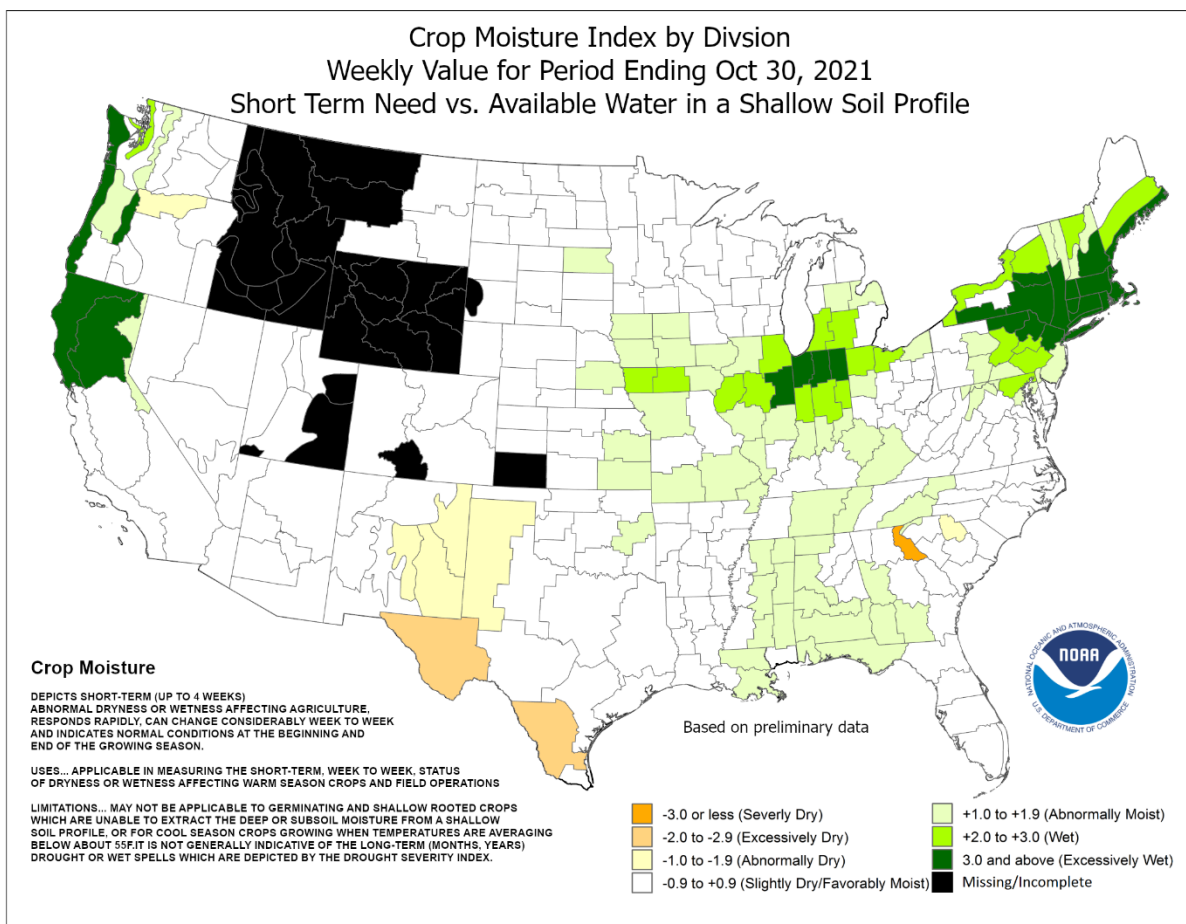 Crop Moisture Index by Divsion
Weekly Value for Period Ending Oct 30, 2021
Short Term Need vs. Available Water in a Shallow Soil Profile
Crop Moisture
DEPICTS SHORT-TERM (UP TO 4 WEEKS)
ABNORMAL DRYNESS OR WETNESS AFFECTING AGRICULTURE,
RESPONDS RAPIDLY, CAN CHANGE CONSIDERABLY WEEK TO WEEK
AND INDICATES NORMAL CONDITIONS AT THE BEGINNING AND
END OF THE GROWING SEASON.
USES... APPLICABLE IN MEASURING THE SHORT-TERM, WEEK TO WEEK, STATUS
OF DRYNESS OR WETNESS AFFECTING WARM SEASON CROPS AND FIELD OPERATIONS
LIMITATIONS... MAY NOT BE APPLICABLE TO GERMINATING AND SHALLOW ROOTED CROPS
WHICH ARE UNABLE TO EXTRACT THE DEEP OR SUBSOIL MOISTURE FROM A SHALLOW
SOIL PROFILE, OR FOR COOL SEASON CROPS GROWING WHEN TEMPERATURES ARE AVERAGING
BELOW ABOUT 55F.IT IS NOT GENERALLY INDICATIVE OF THE LONG-TERM (MONTHS, YEARS)
DROUGHT OR WET SPELLS WHICH ARE DEPICTED BY THE DROUGHT SEVERITY INDEX.
Based on preliminary data
NATIONAL OCEANIC AND ATMOSPHERIC ADMINISTRATION
NOAA
U.S. DEPARTMENT OF COMMERCE
-3.0 or less (Severly Dry)
-2.0 to -2.9 (Excessively Dry)
-1.0 to -1.9 (Abnormally Dry)
-0.9 to +0.9 (Slightly Dry/Favorably Moist)
+1.0 to +1.9 (Abnormally Moist)
+2.0 to +3.0 (Wet)
3.0 and above (Excessively Wet)
Missing/Incomplete